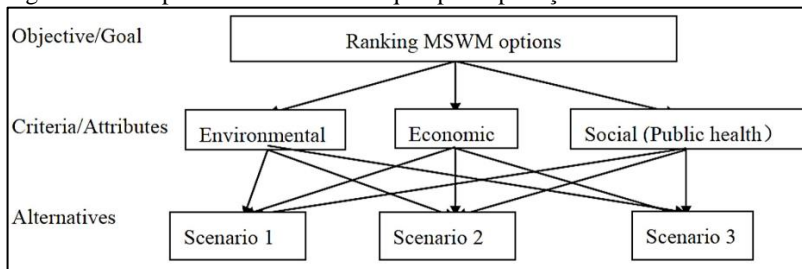 Objective/Goal
Ranking MSWM options
Criteria/Attributes
Environmental
Economic
Social (Public health)
Alternatives
Scenario 1
Scenario 2
Scenario 3